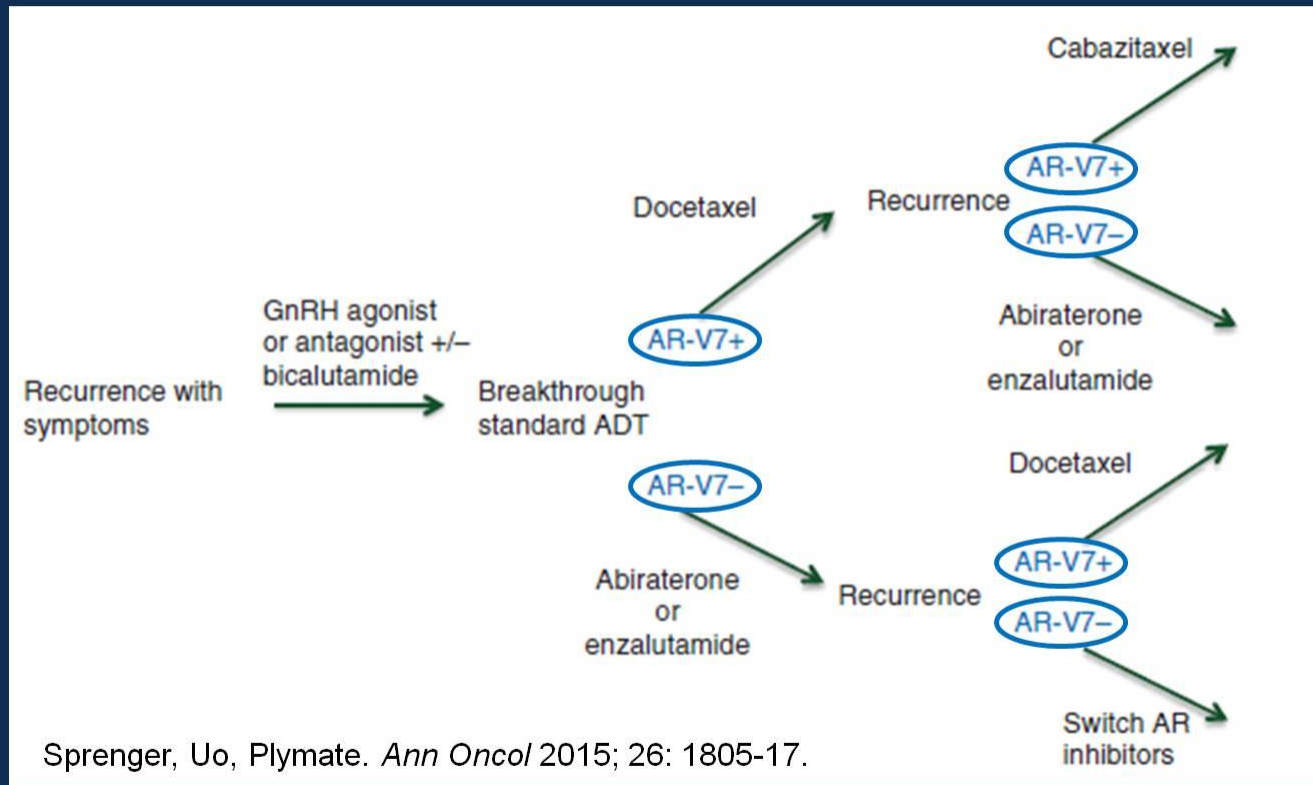 Cabazitaxel
AR-V7+
Docetaxel
Recurrence
AR-V7–
GnRH agonist
or antagonist +/–
bicalutamide
Abiraterone
or
enzalutamide
AR-V7+
Recurrence with
symptoms
Breakthrough
standard ADT
Docetaxel
AR-V7–
AR-V7+
Abiraterone
or
enzalutamide
Recurrence
AR-V7–
Switch AR
inhibitors
Sprenger, Uo, Plymate. Ann Oncol 2015; 26: 1805-17.